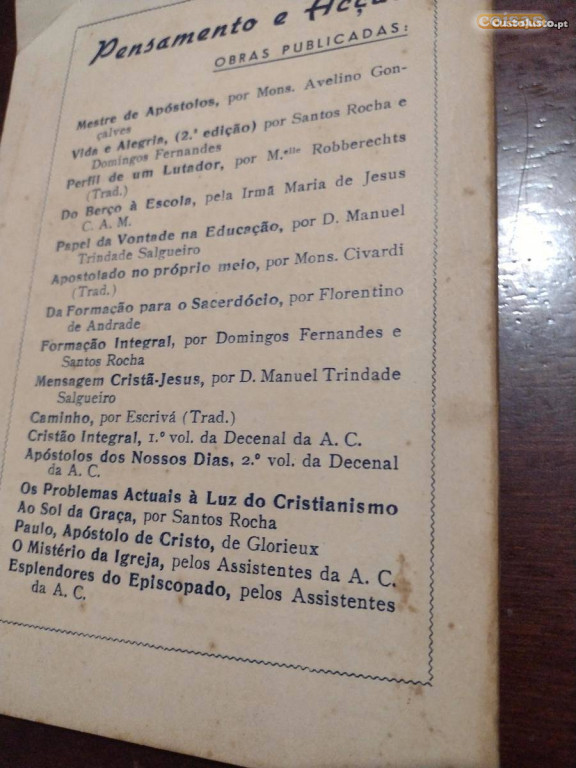 COISAS
CustoJusto.pt
Pensamento e Acção
OBRAS PUBLICADAS:
Mestre de Apóstolos, por Mons. Avelino Gon-
çalves
Vida e Alegria, (2.ª edição) por Santos Rocha e
Domingos Fernandes
Perfil de um Lutador, por M.elle Robberechts
(Trad.)
Do Berço à Escola, pela Irmã Maria de Jesus
C. A. M.
Papel da Vontade na Educação, por D. Manuel
Trindade Salgueiro
Apostolado no próprio meio, por Mons. Civardi
(Trad.)
Da Formação para o Sacerdócio, por Florentino
de Andrade
Formação Integral, por Domingos Fernandes e
Santos Rocha
Mensagem Cristã-Jesus, por D. Manuel Trindade
Salgueiro
Caminho, por Escrivá (Trad.)
Cristão Integral, 1.º vol. da Decenal da A. C.
Apóstolos dos Nossos Dias, 2.º vol. da Decenal
da A. C.
Os Problemas Actuais à Luz do Cristianismo
Ao Sol da Graça, por Santos Rocha
Paulo, Apóstolo de Cristo, de Glorieux
O Mistério da Igreja, pelos Assistentes da A. C.
Esplendores do Episcopado, pelos Assistentes
da A. C.